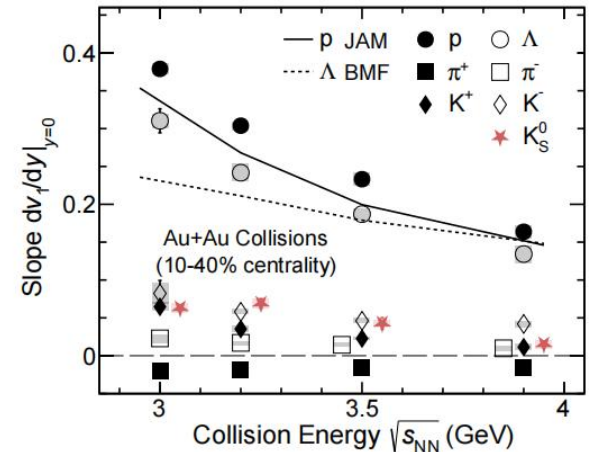 Slope dv₁/dy|y=0
0.4
0.2
0
p JAM
Λ BMF
p Λ
π⁺ π⁻
K⁺ K⁻
K⁰S
Au+Au Collisions
(10-40% centrality)
3 3.5 4
Collision Energy √sNN (GeV)